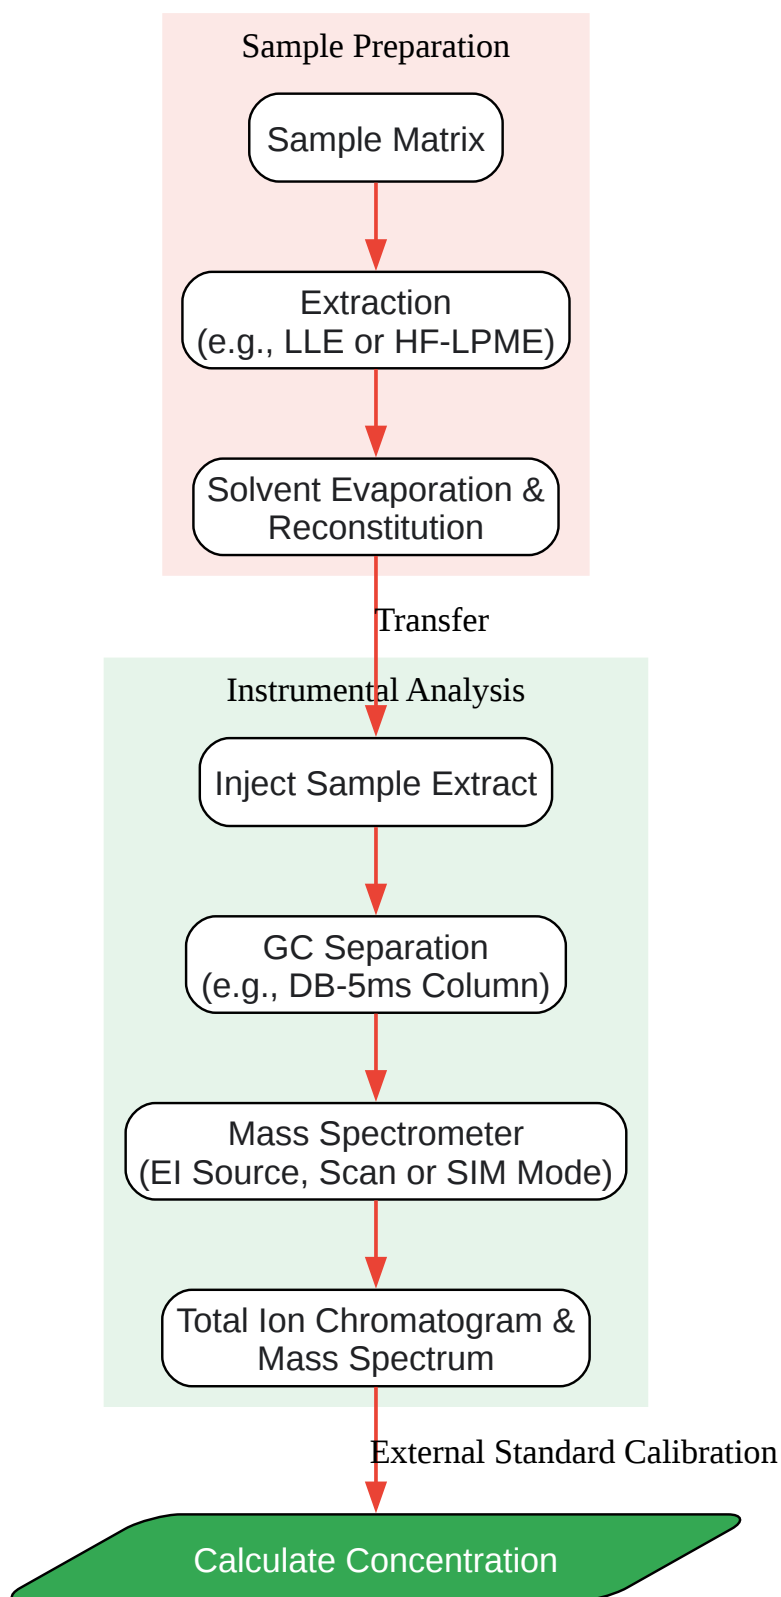 Sample Preparation
Sample Matrix
Extraction
(e.g., LLE or HF-LPME)
Solvent Evaporation &
Reconstitution
Transfer
Instrumental Analysis
Inject Sample Extract
GC Separation
(e.g., DB-5ms Column)
Mass Spectrometer
(EI Source, Scan or SIM Mode)
Total Ion Chromatogram &
Mass Spectrum
External Standard Calibration
Calculate Concentration